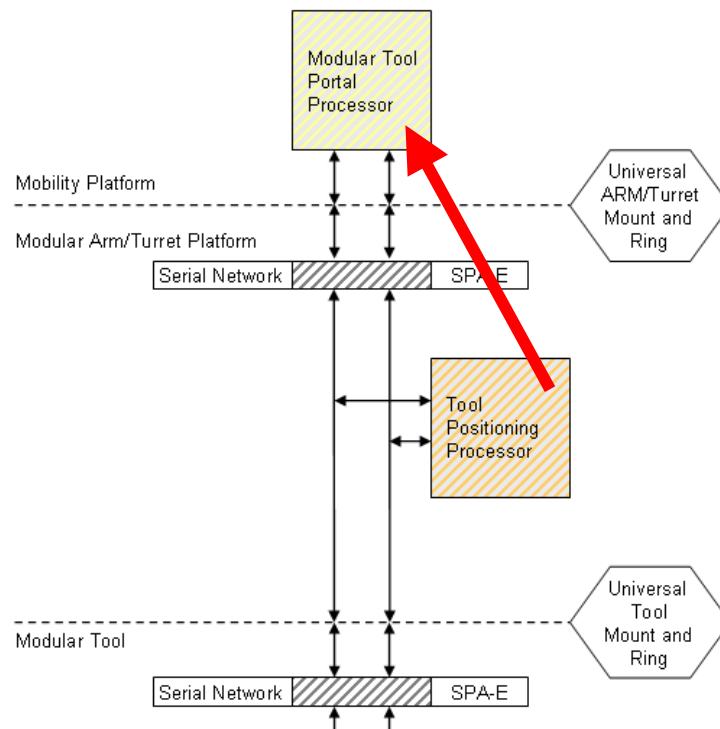 Modular Tool
Portal
Processor
Mobility Platform
Universal
ARM/Turret
Mount and
Ring
Modular Arm/Turret Platform
Serial Network
SPA-E
Tool
Positioning
Processor
Universal
Tool
Mount and
Ring
Modular Tool
Serial Network
SPA-E